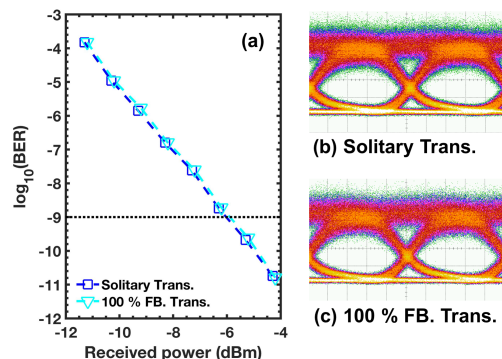 -3
(a)
-4
-5
-6
-7
-8
-9
-10
-11
-12
log10(BER)
Solitary Trans.
100 % FB. Trans.
-12
-10
-8
-6
-4
Received power (dBm)
(b) Solitary Trans.
(c) 100 % FB. Trans.